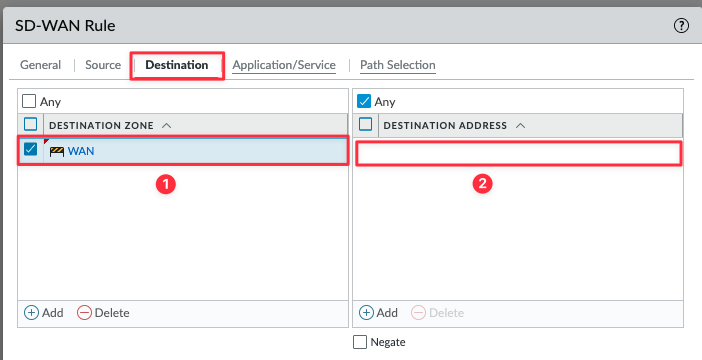 SD-WAN Rule
General Source Destination Application/Service Path Selection
Any
DESTINATION ZONE
WAN
1
Add Delete
Any
DESTINATION ADDRESS
2
Add Delete
Negate